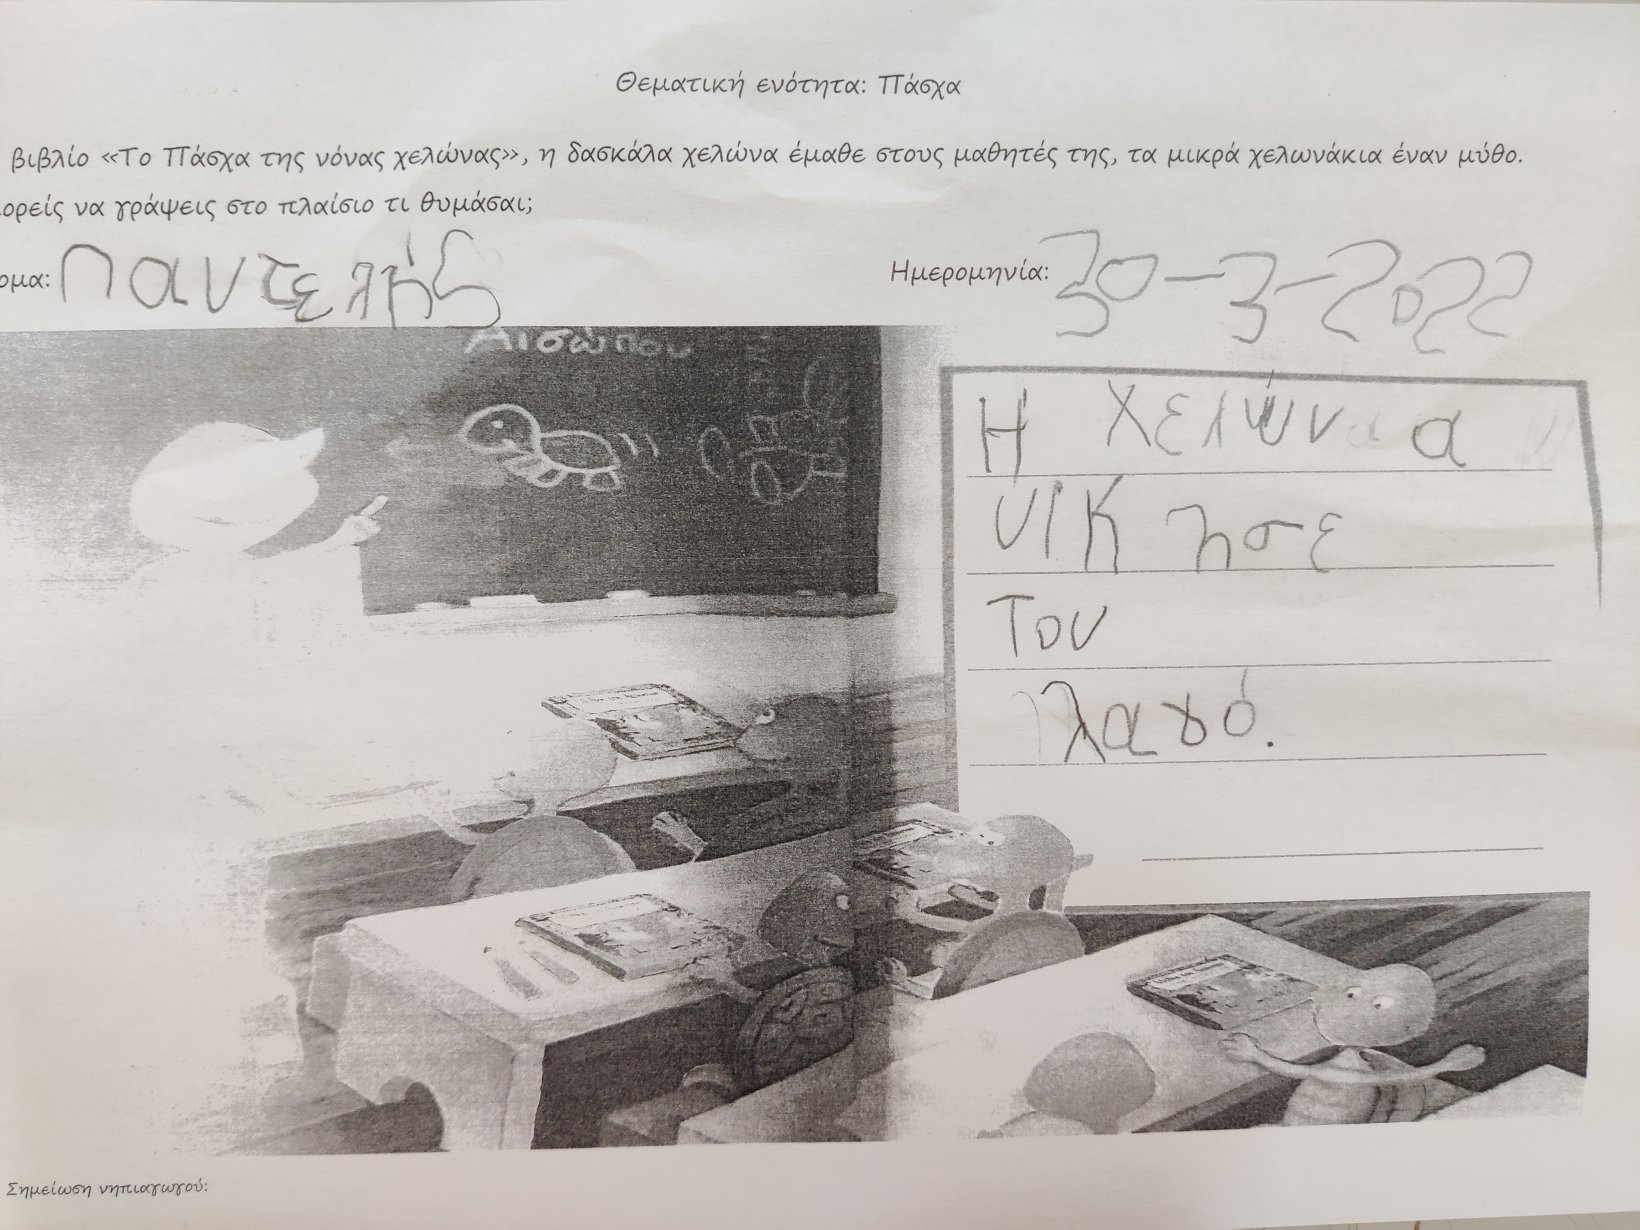 Θεματική ενότητα: Πάσχα
βιβλίο «Το Πάσχα της νόνας χελώνας», η δασκάλα χελώνα έμαθε στους μαθητές της, τα μικρά χελωνάκια έναν μύθο.
ορείς να γράψεις στο πλαίσιο τι θυμάσαι;
ομα: Παντελής
Ημερομηνία: 30-3-2022
Αισώπου
Η χελώνα
νικησε
Τον
λαγό.
Σημείωση νηπιαγωγού: